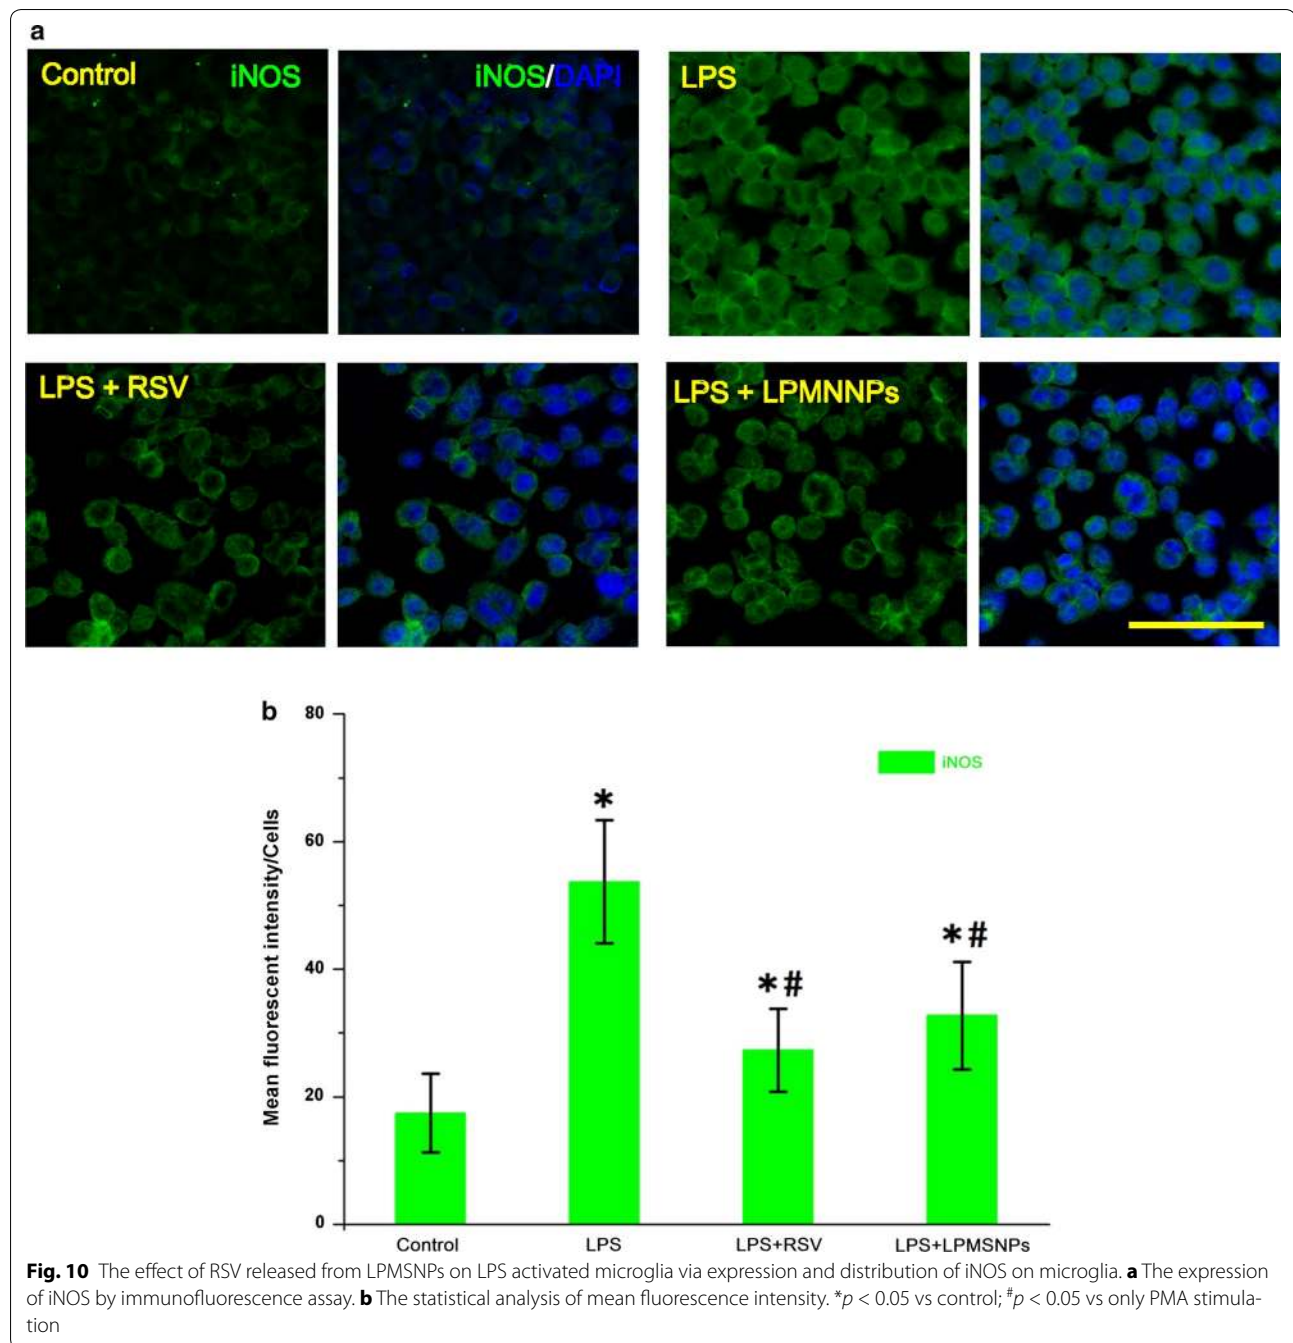 a
Control iNOS
iNOS/DAPI
LPS
LPS + RSV
LPS + LPMNNPs
b
80
60
40
20
0
Mean fluorescent intensity/Cells
iNOS
*
*#
*#
Control
LPS
LPS+RSV
LPS+LPMSNPs
Fig. 10 The effect of RSV released from LPMSNPs on LPS activated microglia via expression and distribution of iNOS on microglia. a The expression
of iNOS by immunofluorescence assay. b The statistical analysis of mean fluorescence intensity. *p < 0.05 vs control; #p < 0.05 vs only PMA stimula-
tion